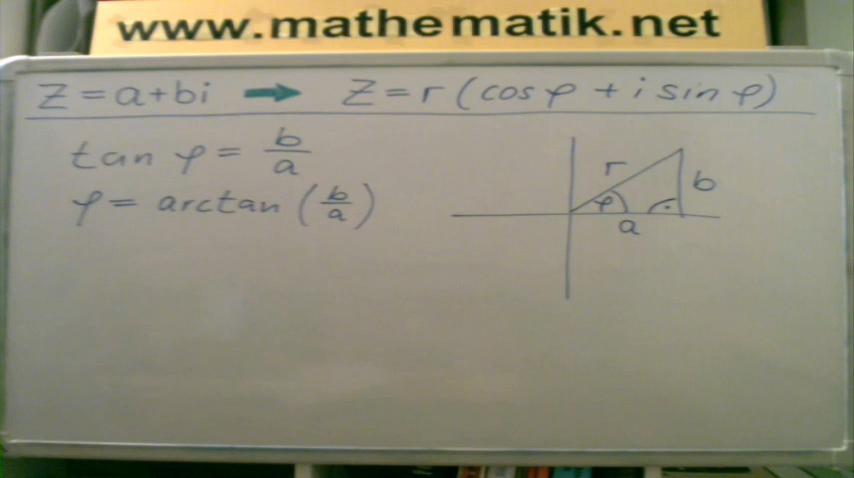 www.mathematik.net
z = a+bi → z = r (cos φ + i sin φ)
tan φ = b/a
φ = arctan (b/a)
r
b
φ
a